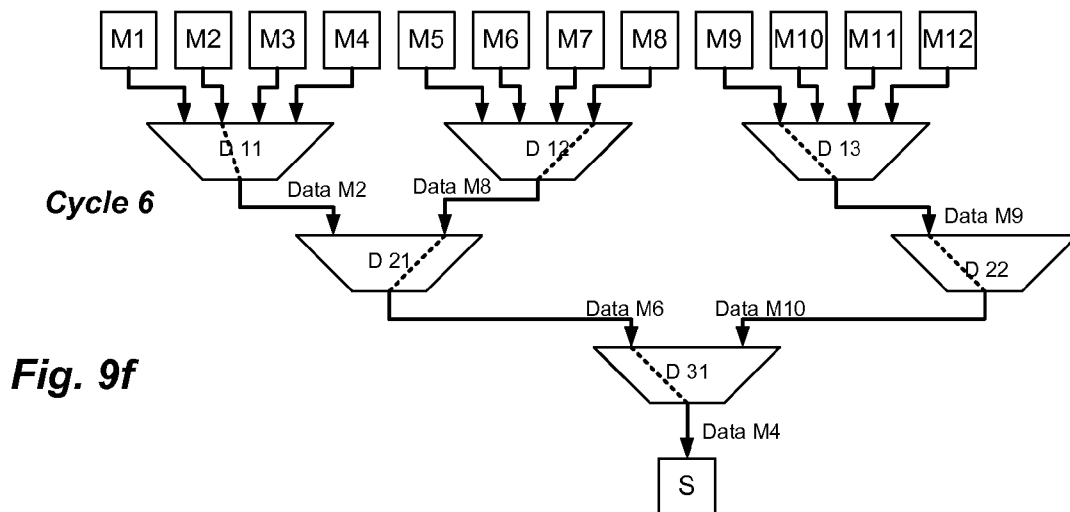 M1 M2 M3 M4 M5 M6 M7 M8 M9 M10 M11 M12
D 11 D 12 D 13
Cycle 6 Data M2 Data M8 Data M9
D 21 D 22
Data M6 Data M10
Fig. 9f D 31
Data M4
S